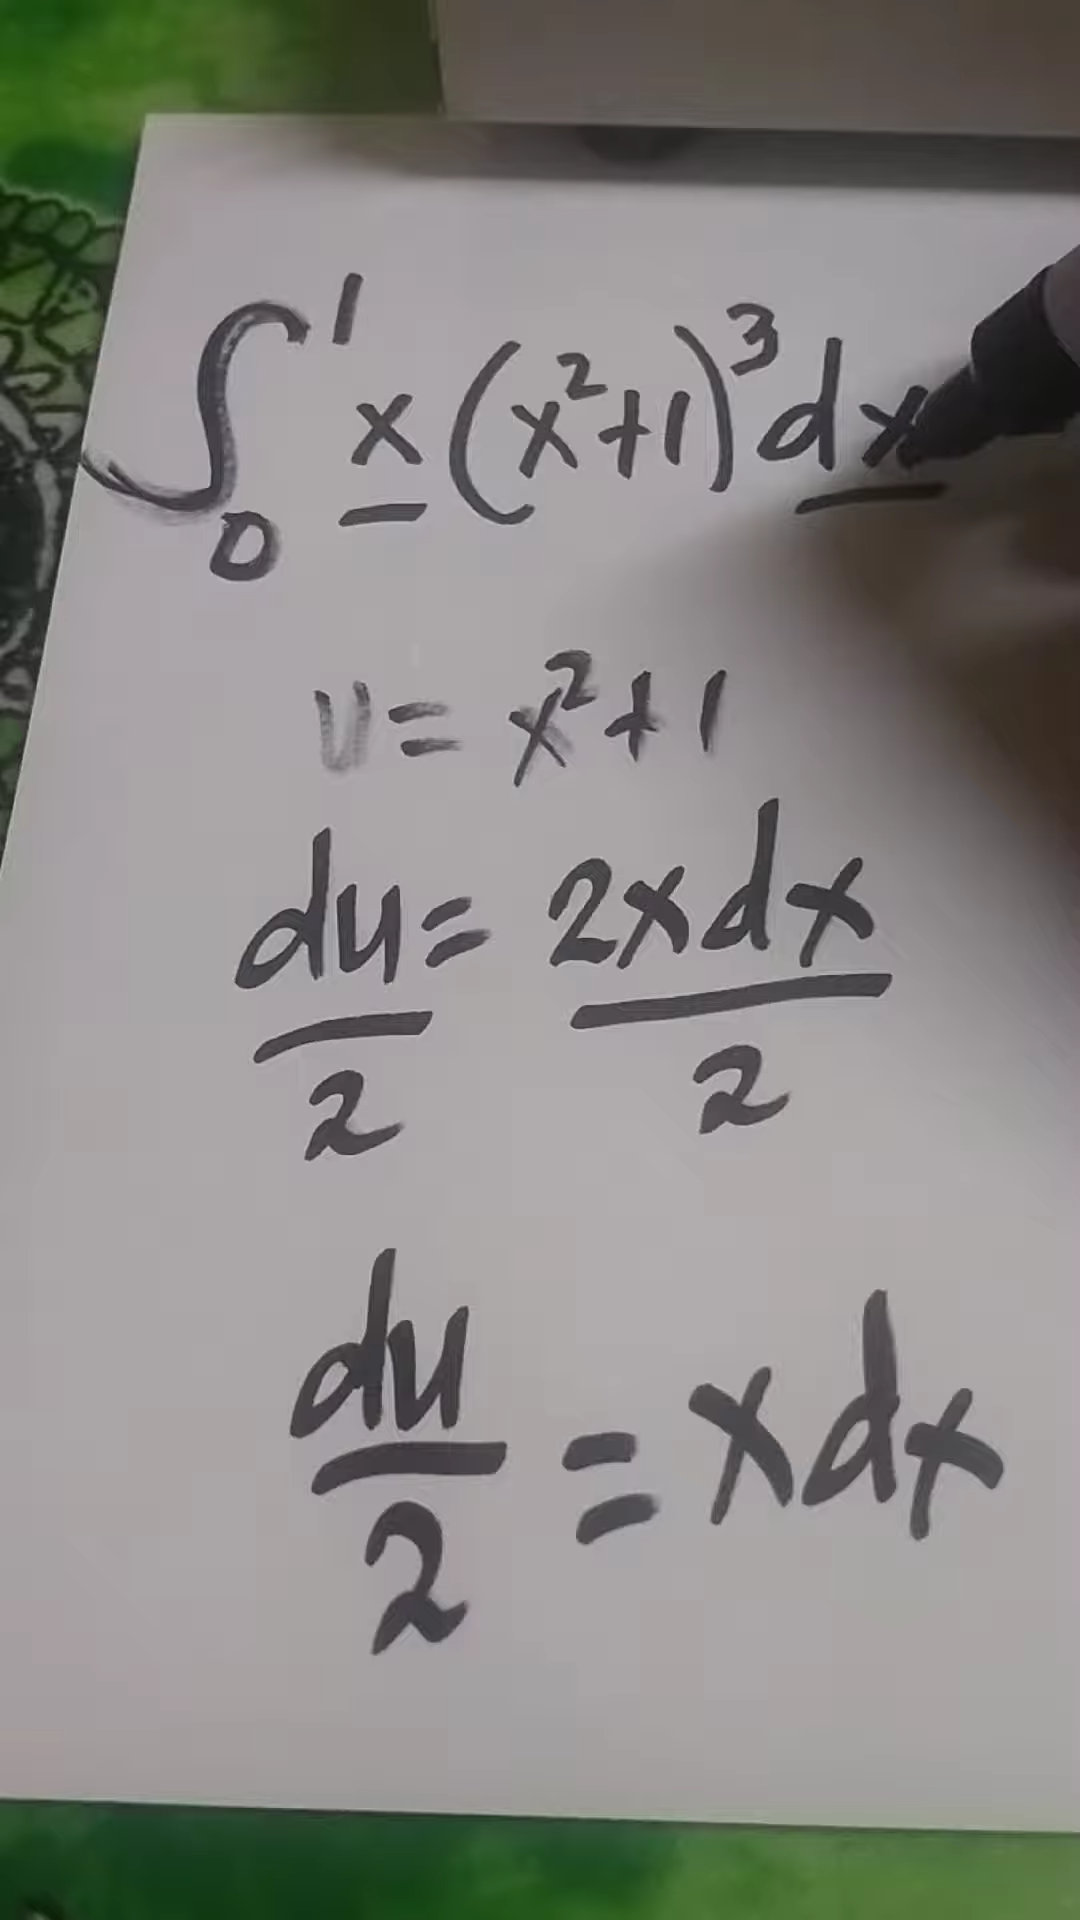 ∫₀¹ x(x²+1)³dx
u = x²+1
du/2 = 2xdx/2
du/2 = xdx